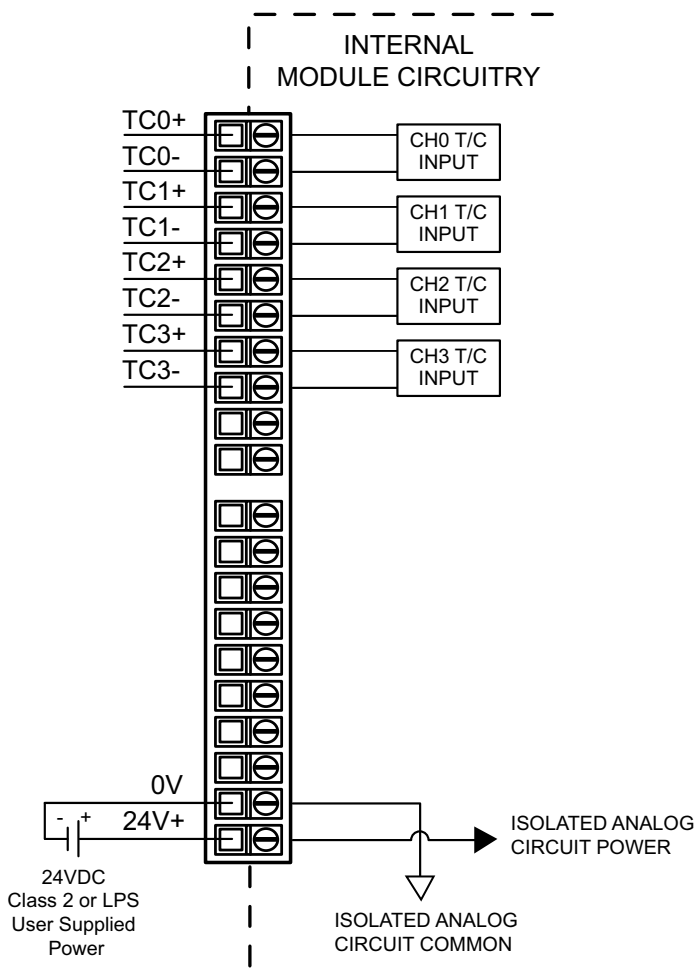 INTERNAL
MODULE CIRCUITRY
TC0+
TC0-
TC1+
TC1-
TC2+
TC2-
TC3+
TC3-
CH0 T/C
INPUT
CH1 T/C
INPUT
CH2 T/C
INPUT
CH3 T/C
INPUT
0V
24V+
- +
24VDC
Class 2 or LPS
User Supplied
Power
ISOLATED ANALOG
CIRCUIT POWER
ISOLATED ANALOG
CIRCUIT COMMON